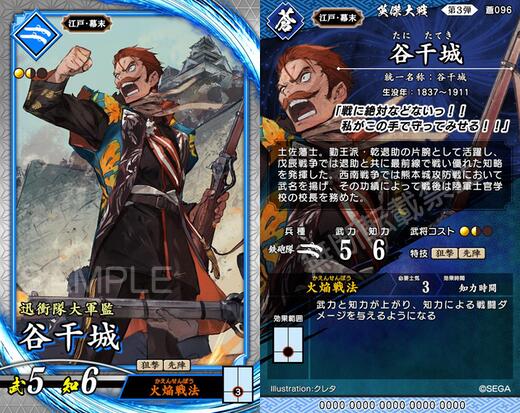 江戸・幕末
SAMPLE
迅衝隊大軍監
谷干城
狙撃 先陣
武5 知6
かえんせんぽう
火焔戦法
3
蒼
江戸・幕末
英傑大戦
第3弾
蒼096
たに たてき
谷干城
統一名称:谷干城
生没年:1837~1911
「戦に絶対などないっ!!
私がこの手で守ってみせる!!」
土佐藩士。勤王派・乾退助の片腕として活躍し、
戊辰戦争では退助と共に最前線で戦い優れた知略
を発揮した。西南戦争では熊本城攻防戦において
武名を揚げ、その功績によって戦後は陸軍士官学
校の校長を務めた。
兵種 武力 知力 武将コスト
鉄砲隊 5 6 特技 狙撃 先陣
かえんせんぽう 必要士気 効果時間
火焔戦法 3 知力時間
効果範囲
武力と知力が上がり、知力による戦闘ダ
メージを与えるようになる
Illustration:クレタ
©SEGA
0000 0000 0000 0000 0000